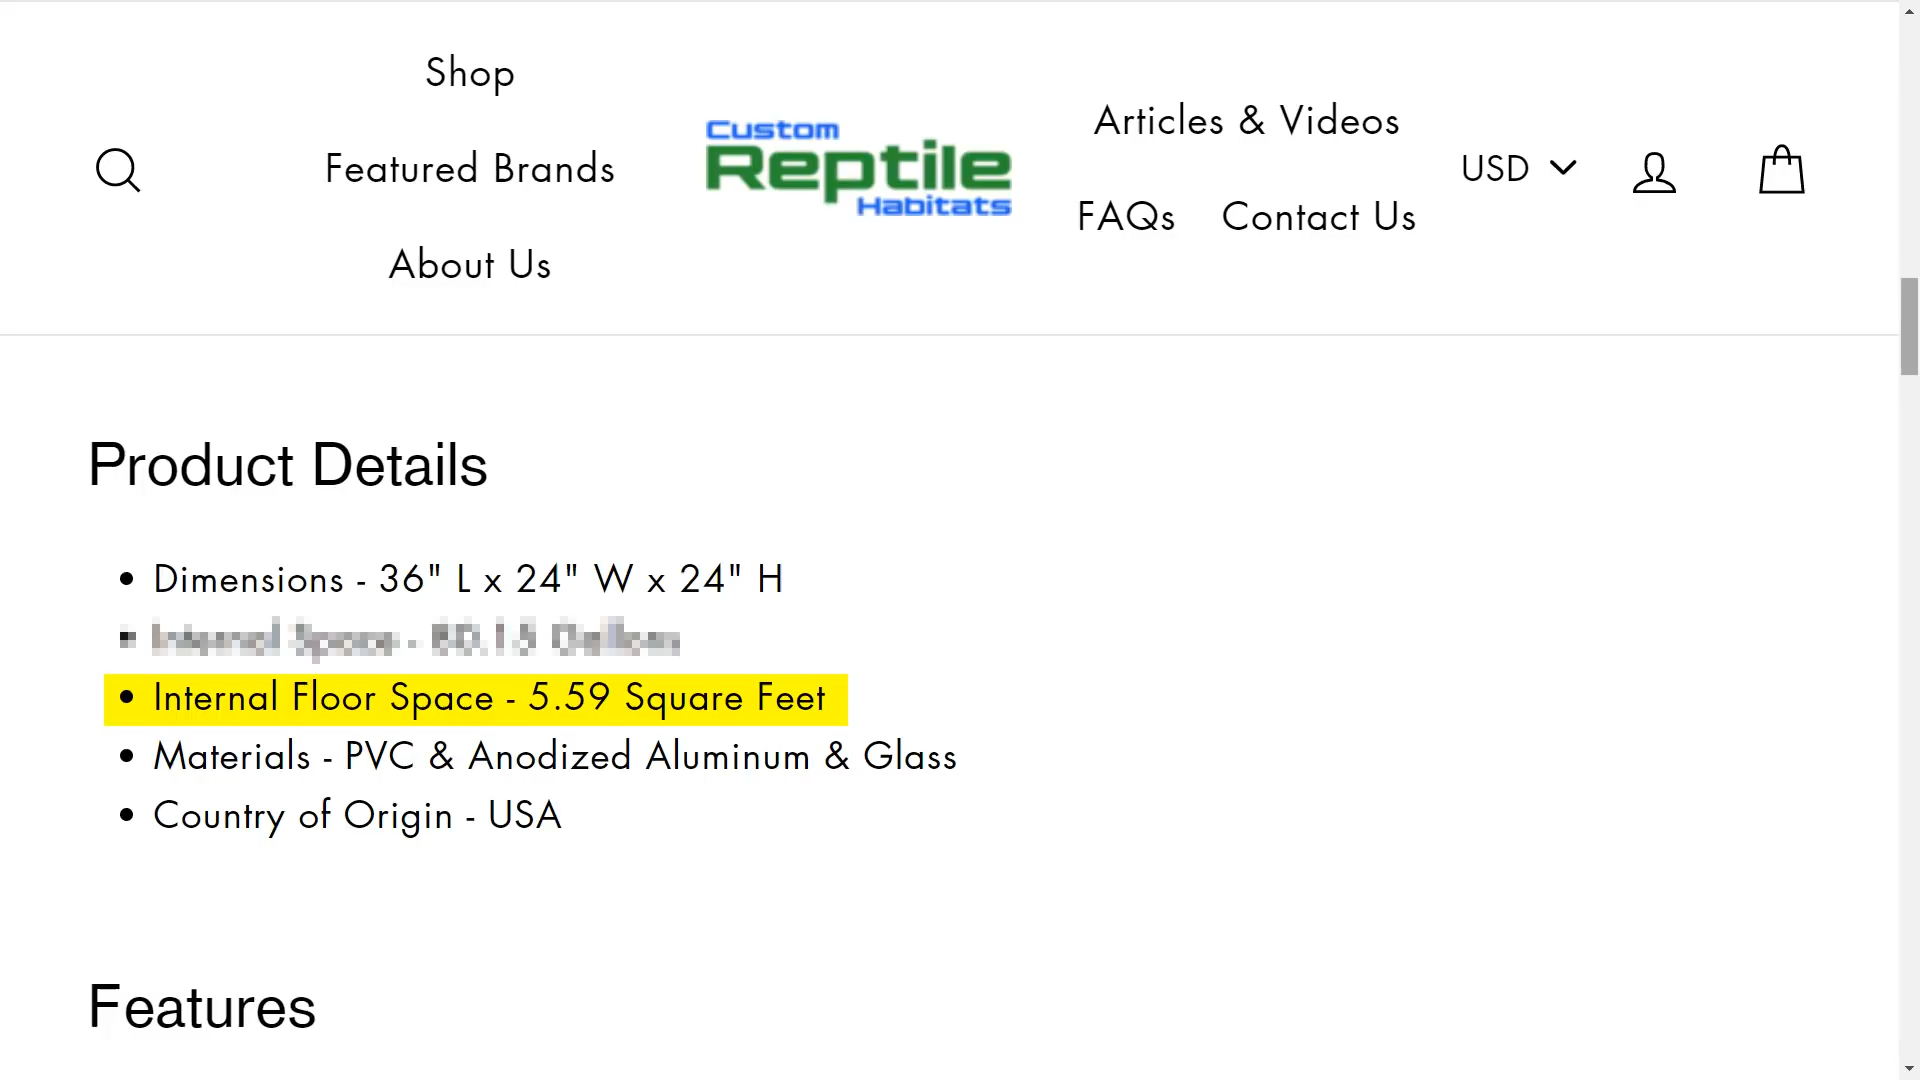 Shop
Featured Brands
About Us
Custom
Reptile
Habitats
Articles & Videos
FAQs Contact Us
USD
Product Details
• Dimensions - 36" L x 24" W x 24" H
• Internal Floor Space - 5.59 Square Feet
• Materials - PVC & Anodized Aluminum & Glass
• Country of Origin - USA
Features